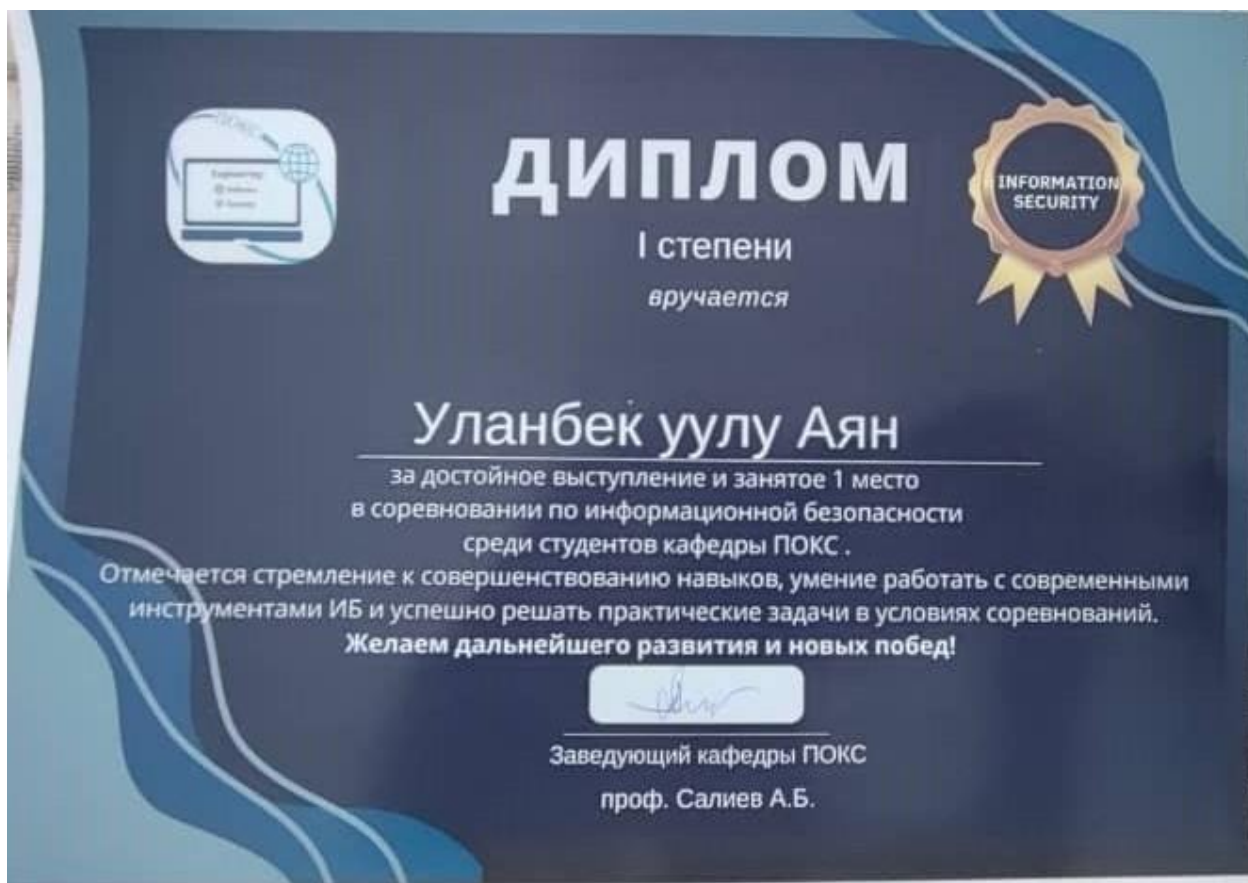 ПОКС
Engineering
ДИПЛОМ
INFORMATION
SECURITY
I степени
вручается
Уланбек уулу Аян
за достойное выступление и занятое 1 место
в соревновании по информационной безопасности
среди студентов кафедры ПОКС .
Отмечается стремление к совершенствованию навыков, умение работать с современными
инструментами ИБ и успешно решать практические задачи в условиях соревнований.
Желаем дальнейшего развития и новых побед!
Заведующий кафедры ПОКС
проф. Салиев А.Б.